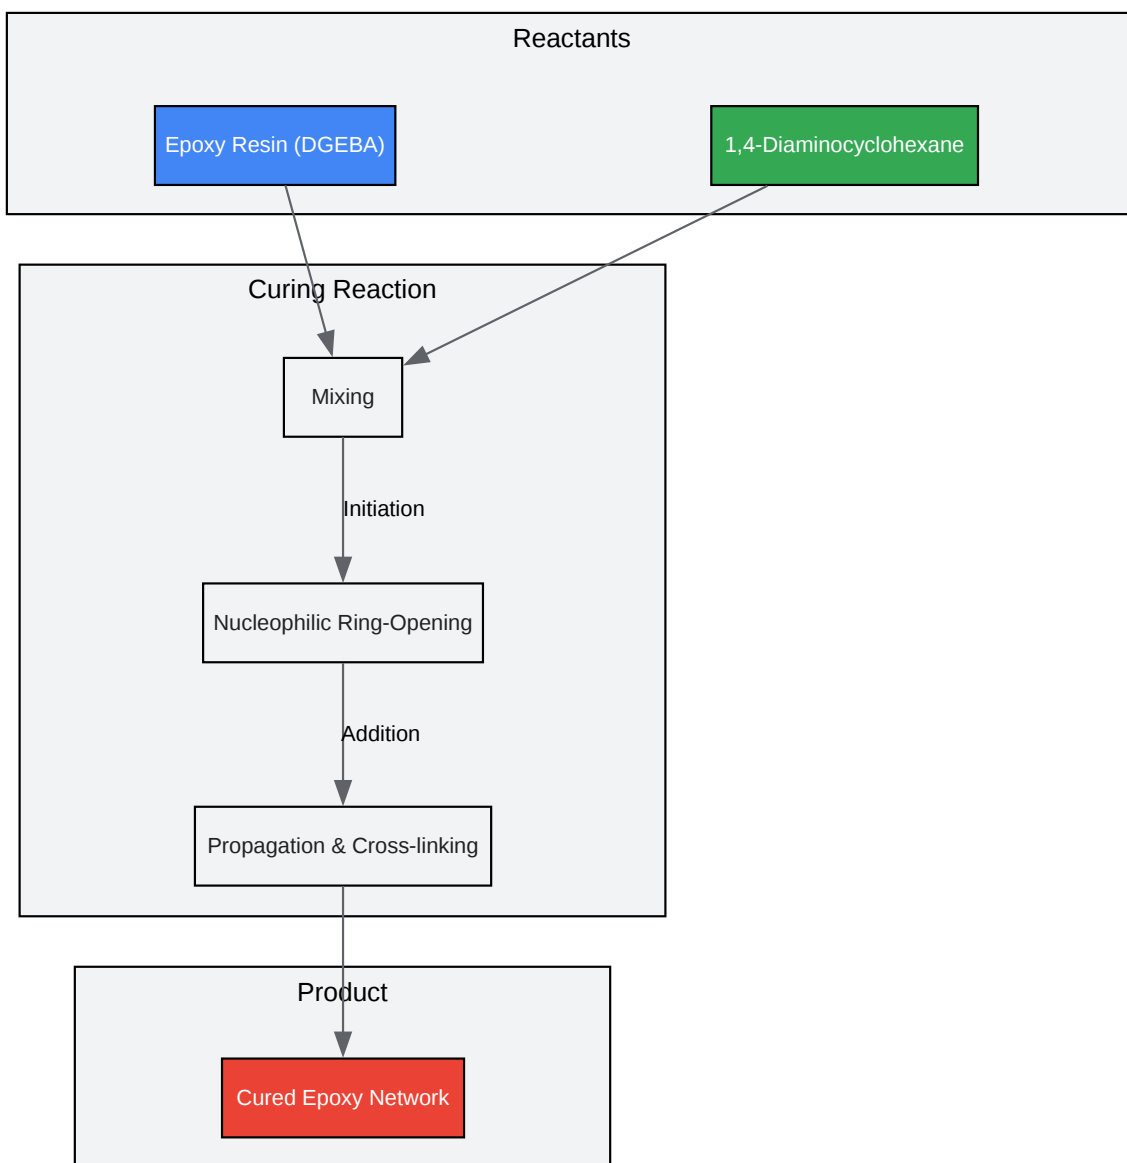 Reactants
Epoxy Resin (DGEBA)
1,4-Diaminocyclohexane
Curing Reaction
Mixing
Initiation
Nucleophilic Ring-Opening
Addition
Propagation & Cross-linking
Product
Cured Epoxy Network